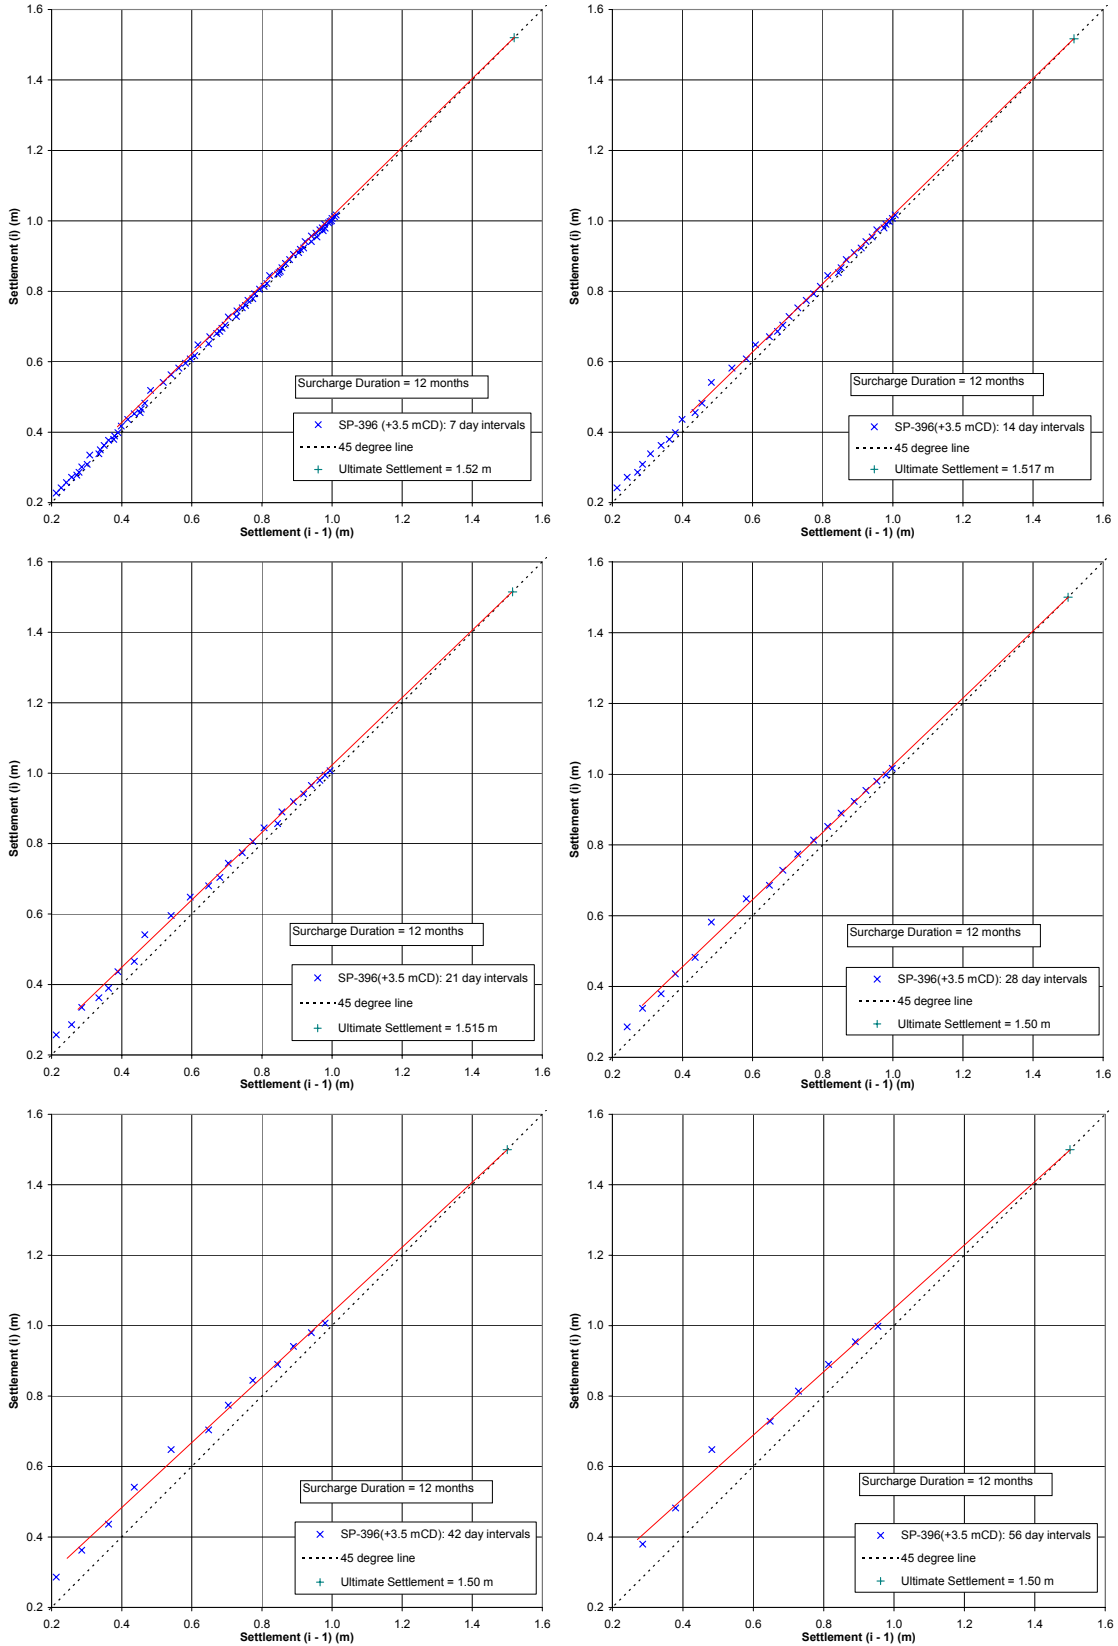 1.6
1.4
1.2
1.0
0.8
0.6
0.4
0.2
Settlement (i) (m)
Surcharge Duration = 12 months
SP-396 (+3.5 mCD): 7 day intervals
45 degree line
Ultimate Settlement = 1.52 m
0.2 0.4 0.6 0.8 1.0 1.2 1.4 1.6
Settlement (i - 1) (m)
1.6
1.4
1.2
1.0
0.8
0.6
0.4
0.2
Settlement (i) (m)
Surcharge Duration = 12 months
SP-396 (+3.5 mCD): 14 day intervals
45 degree line
Ultimate Settlement = 1.517 m
0.2 0.4 0.6 0.8 1.0 1.2 1.4 1.6
Settlement (i - 1) (m)
1.6
1.4
1.2
1.0
0.8
0.6
0.4
0.2
Settlement (i) (m)
Surcharge Duration = 12 months
SP-396(+3.5 mCD): 21 day intervals
45 degree line
Ultimate Settlement = 1.515 m
0.2 0.4 0.6 0.8 1.0 1.2 1.4 1.6
Settlement (i - 1) (m)
1.6
1.4
1.2
1.0
0.8
0.6
0.4
0.2
Settlement (i) (m)
Surcharge Duration = 12 months
SP-396(+3.5 mCD): 28 day intervals
45 degree line
Ultimate Settlement = 1.50 m
0.2 0.4 0.6 0.8 1.0 1.2 1.4 1.6
Settlement (i - 1) (m)
1.6
1.4
1.2
1.0
0.8
0.6
0.4
0.2
Settlement (i) (m)
Surcharge Duration = 12 months
SP-396(+3.5 mCD): 42 day intervals
45 degree line
Ultimate Settlement = 1.50 m
0.2 0.4 0.6 0.8 1.0 1.2 1.4 1.6
Settlement (i - 1) (m)
1.6
1.4
1.2
1.0
0.8
0.6
0.4
0.2
Settlement (i) (m)
Surcharge Duration = 12 months
SP-396(+3.5 mCD): 56 day intervals
45 degree line
Ultimate Settlement = 1.50 m
0.2 0.4 0.6 0.8 1.0 1.2 1.4 1.6
Settlement (i - 1) (m)